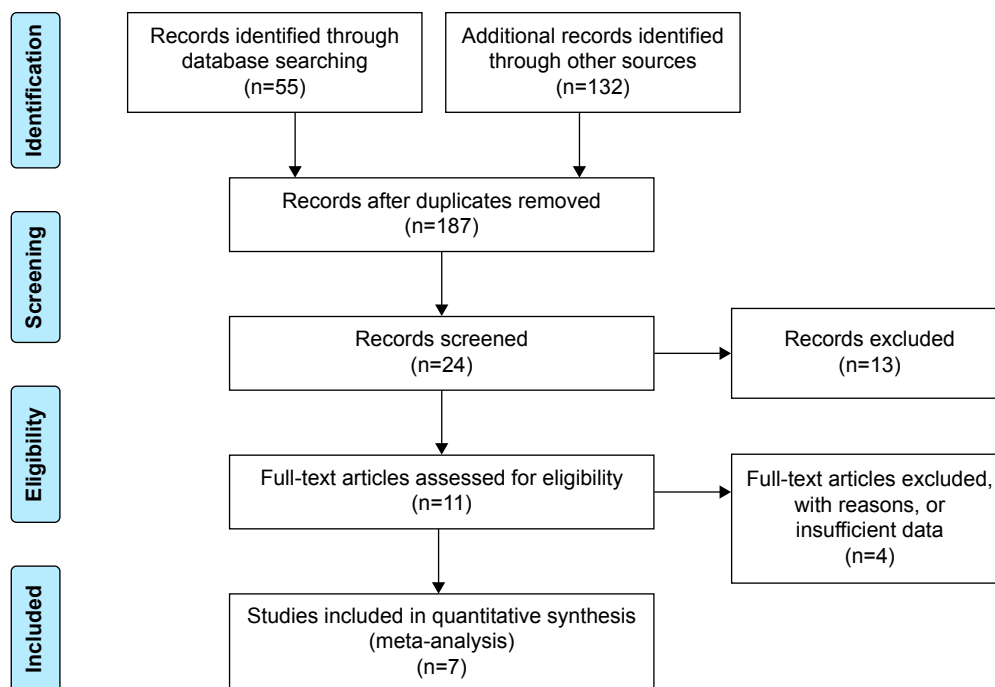 Identification
Records identified through
database searching
(n=55)
Additional records identified
through other sources
(n=132)
Records after duplicates removed
(n=187)
Screening
Records screened
(n=24)
Records excluded
(n=13)
Eligibility
Full-text articles assessed for eligibility
(n=11)
Full-text articles excluded,
with reasons, or
insufficient data
(n=4)
Included
Studies included in quantitative synthesis
(meta-analysis)
(n=7)